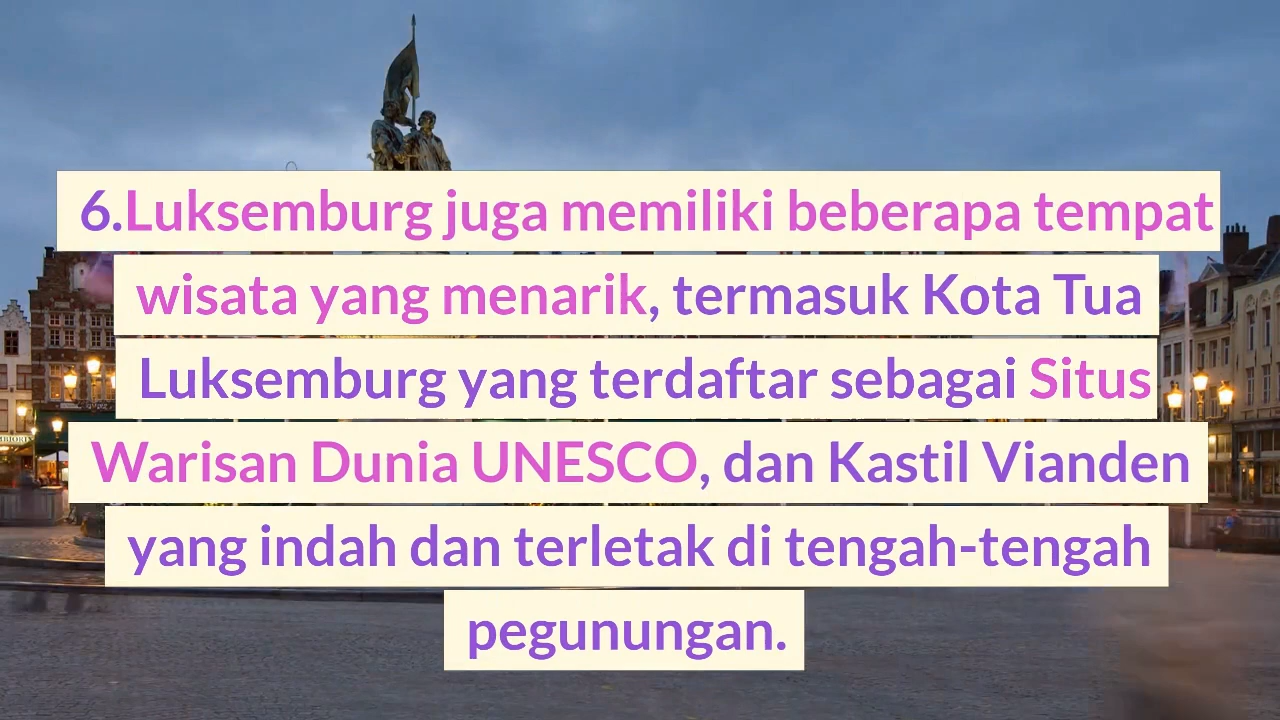 6.Luksemburg juga memiliki beberapa tempat
wisata yang menarik, termasuk Kota Tua
Luksemburg yang terdaftar sebagai Situs
Warisan Dunia UNESCO, dan Kastil Vianden
yang indah dan terletak di tengah-tengah
pegunungan.